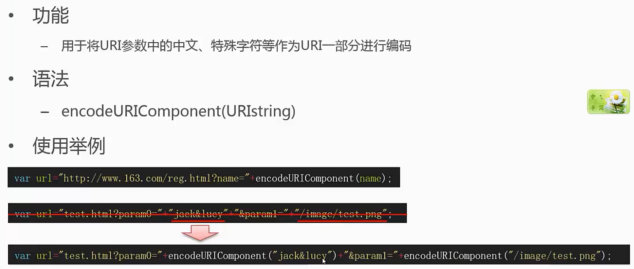 • 功能
– 用于将URI参数中的中文、特殊字符等作为URI一部分进行编码
• 语法
– encodeURIComponent(URIstring)
• 使用举例
var url="http://www.163.com/reg.html?name="+encodeURIComponent(name);
var url="test.html?param0="+"jack&lucy"+"&param1="+"/image/test.png";
var url="test.html?param0="+encodeURIComponent("jack&lucy")+"&param1="+encodeURIComponent("/image/test.png");